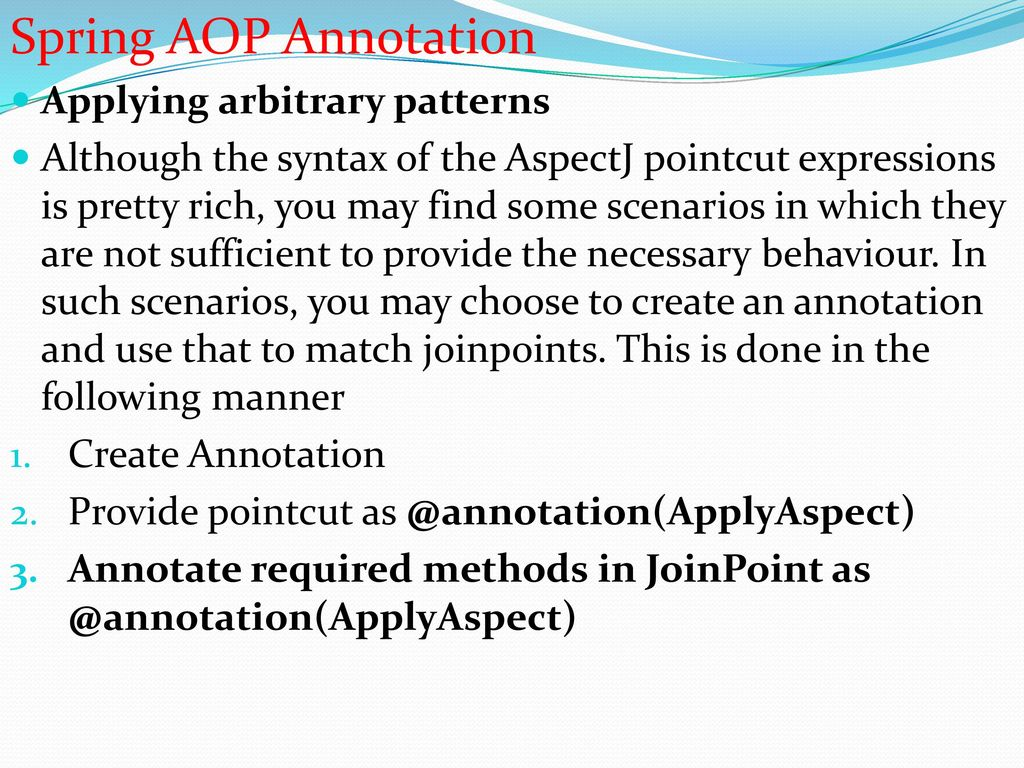 Spring AOP Annotation
• Applying arbitrary patterns
• Although the syntax of the AspectJ pointcut expressions
is pretty rich, you may find some scenarios in which they
are not sufficient to provide the necessary behaviour. In
such scenarios, you may choose to create an annotation
and use that to match joinpoints. This is done in the
following manner
1. Create Annotation
2. Provide pointcut as @annotation(ApplyAspect)
3. Annotate required methods in JoinPoint as
@annotation(ApplyAspect)